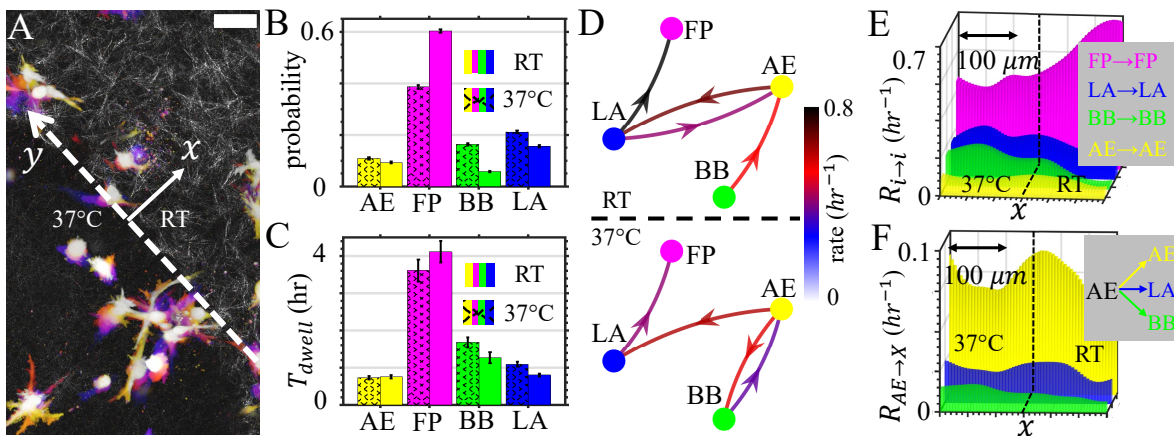 A
y
x
37°C
RT
B
probability
0.6
0
RT
37°C
AE FP BB LA
C
T_dwell (hr)
4
0
RT
37°C
AE FP BB LA
D
FP
AE
LA
BB
RT
37°C
FP
AE
LA
BB
0.8
rate (hr⁻¹)
0
E
R_i→i (hr⁻¹)
0.7
0
100 μm
FP→FP
LA→LA
BB→BB
AE→AE
37°C
RT
x
F
R_AE→X (hr⁻¹)
0.1
0
100 μm
AE
AE→LA
BB
37°C
RT
x